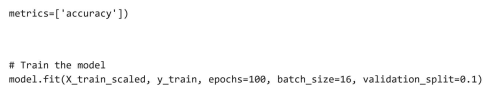 metrics=['accuracy'])
# Train the model
model.fit(X_train_scaled, y_train, epochs=100, batch_size=16, validation_split=0.1)